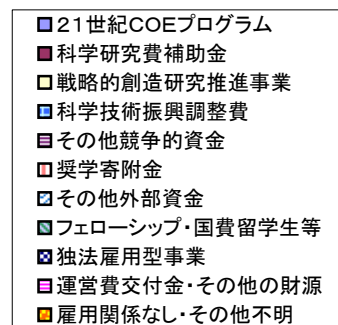 21世紀COEプログラム
科学研究費補助金
戦略的創造研究推進事業
科学技術振興調整費
その他競争的資金
奨学寄附金
その他外部資金
フェローシップ・国費留学生等
独法雇用型事業
運営費交付金・その他の財源
雇用関係なし・その他不明